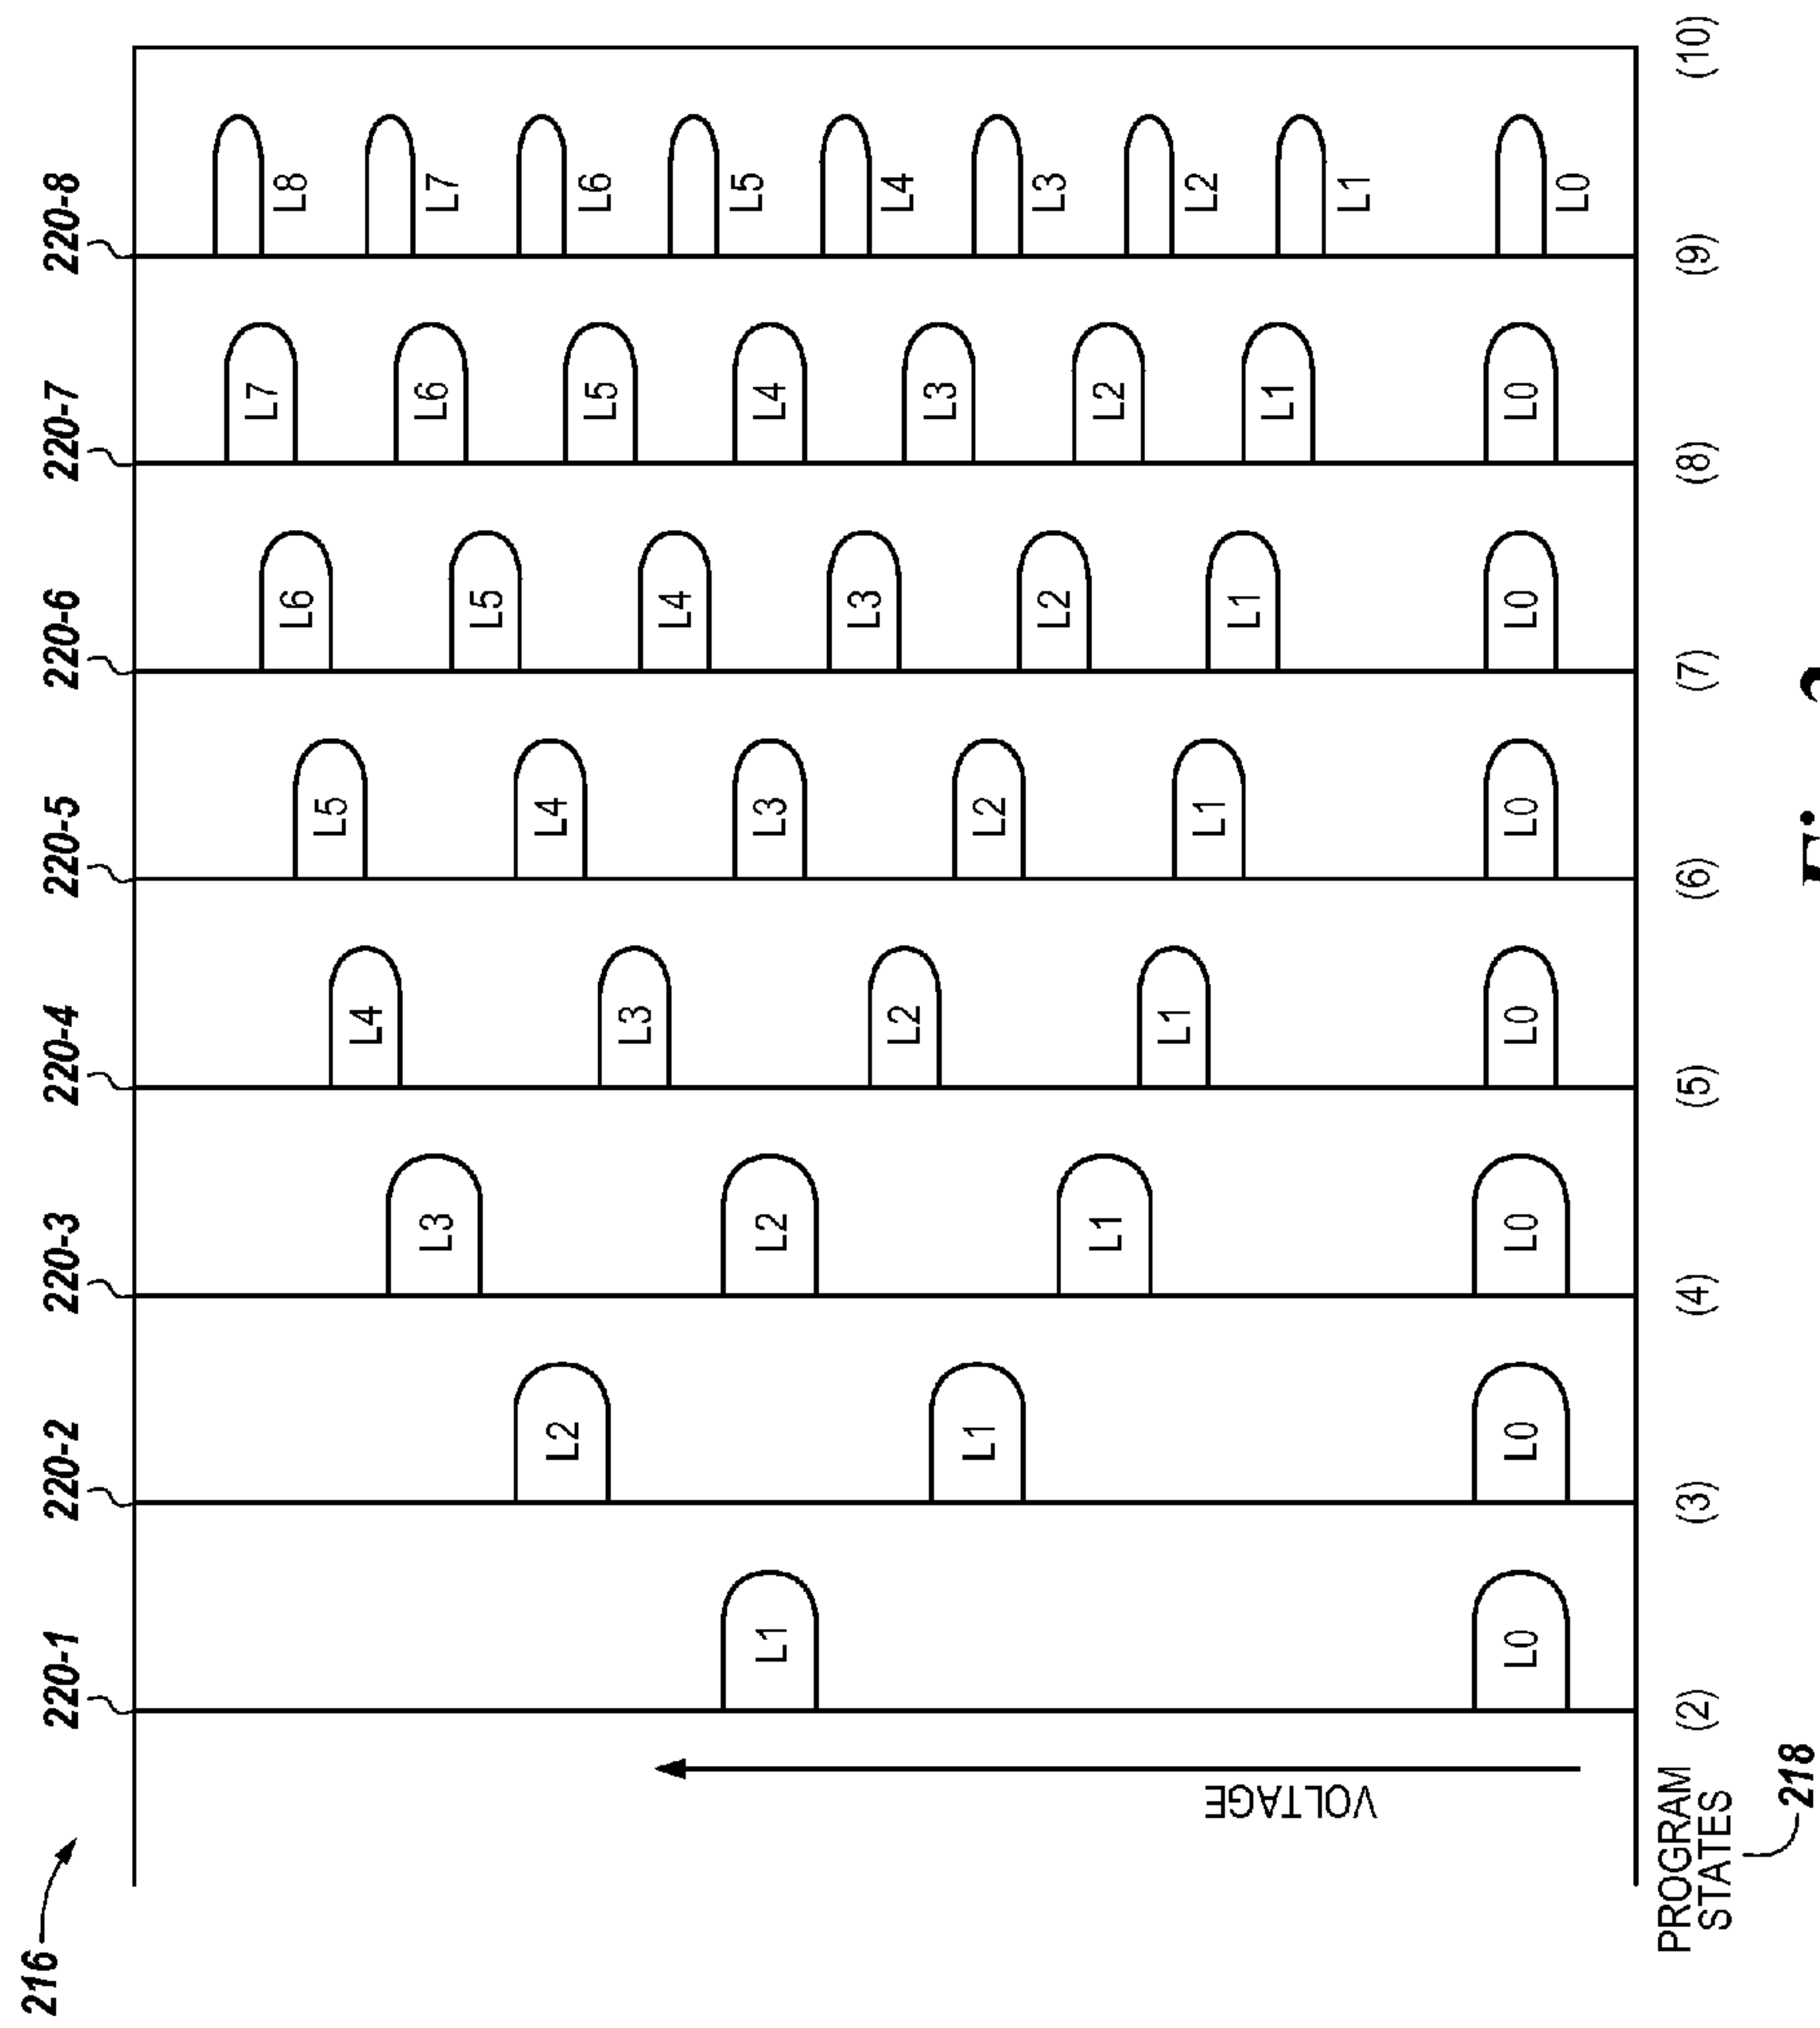 216
220-1 220-2 220-3 220-4 220-5 220-6 220-7 220-8
VOLTAGE
L1
L0
L2
L1
L0
L3
L2
L1
L0
L4
L3
L2
L1
L0
L5
L4
L3
L2
L1
L0
L6
L5
L4
L3
L2
L1
L0
L7
L6
L5
L4
L3
L2
L1
L0
L8
L7
L6
L5
L4
L3
L2
L1
L0
PROGRAM
STATES
(2) (3) (4) (5) (6) (7) (8) (9) (10)
218